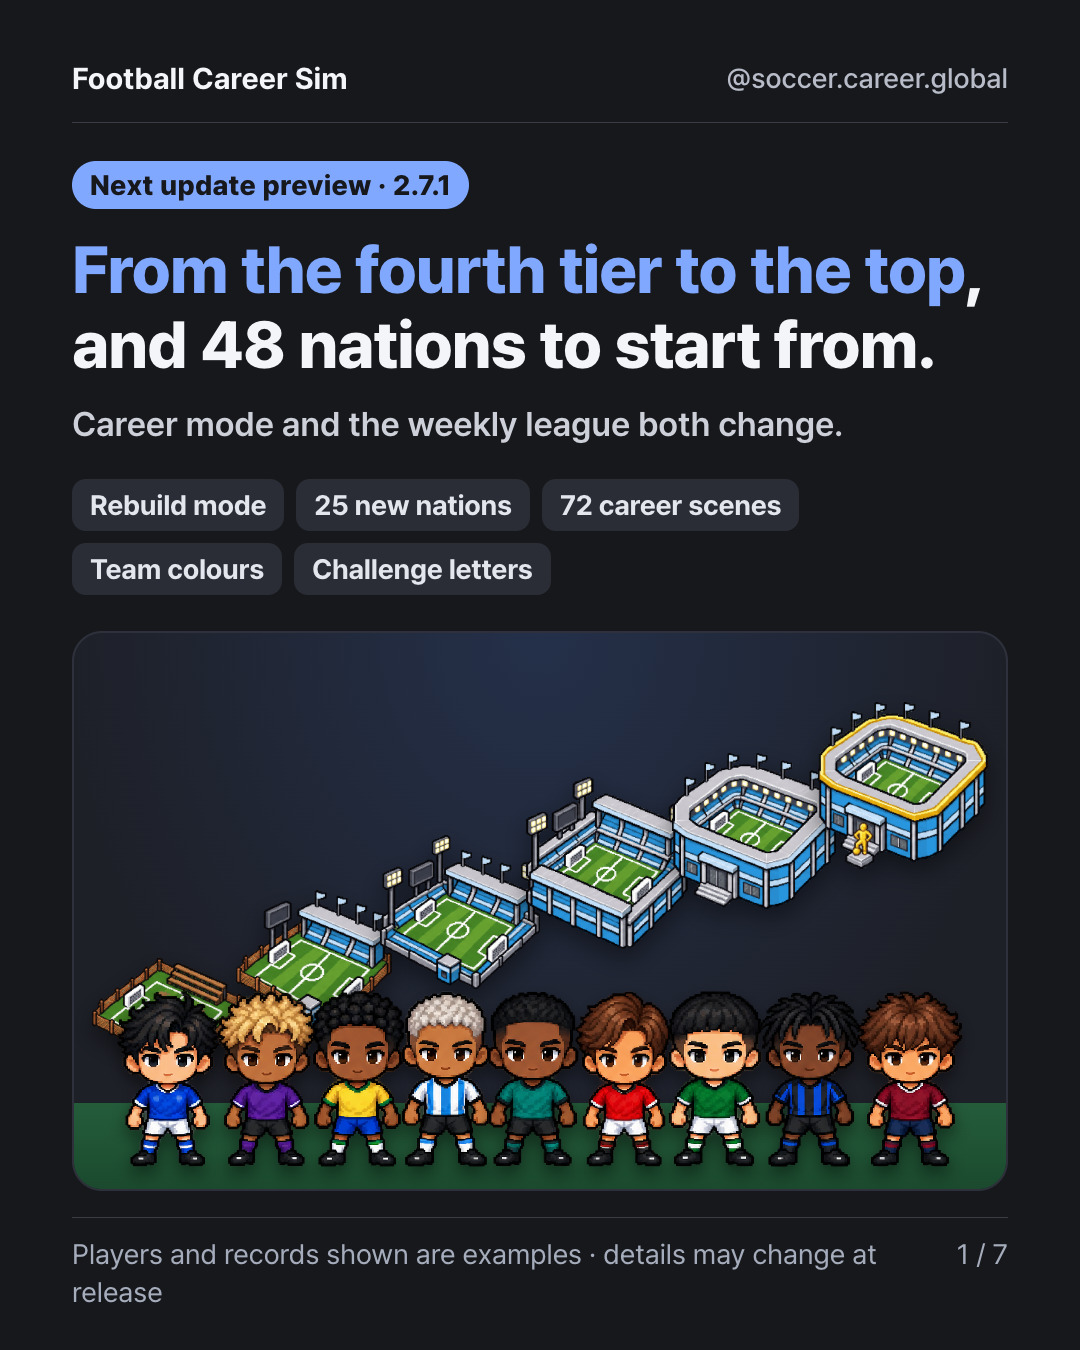 Football Career Sim
@soccer.career.global
Next update preview · 2.7.1
From the fourth tier to the top,
and 48 nations to start from.
Career mode and the weekly league both change.
Rebuild mode
25 new nations
72 career scenes
Team colours
Challenge letters
Players and records shown are examples · details may change at
release
1 / 7